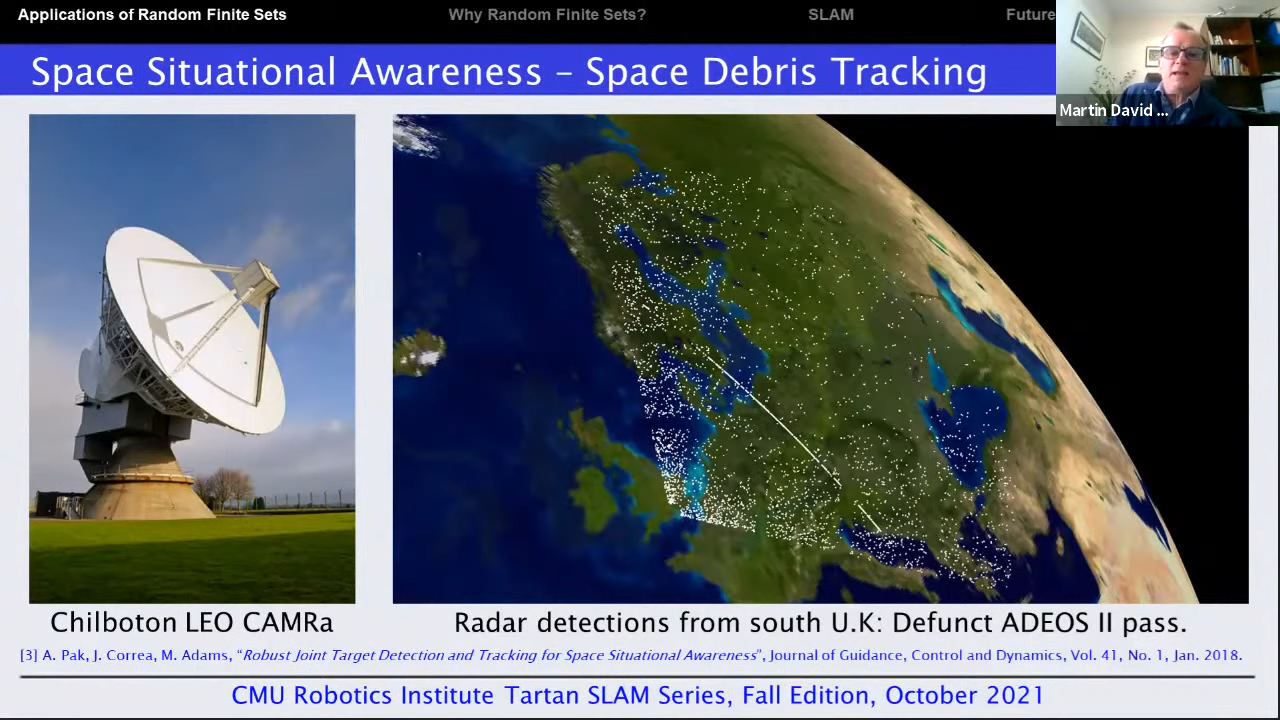 Applications of Random Finite Sets Why Random Finite Sets? SLAM Future
Space Situational Awareness – Space Debris Tracking
Martin David ...
Chilboton LEO CAMRa
Radar detections from south U.K: Defunct ADEOS II pass.
[3] A. Pak, J. Correa, M. Adams, “Robust Joint Target Detection and Tracking for Space Situational Awareness”, Journal of Guidance, Control and Dynamics, Vol. 41, No. 1, Jan. 2018.
CMU Robotics Institute Tartan SLAM Series, Fall Edition, October 2021